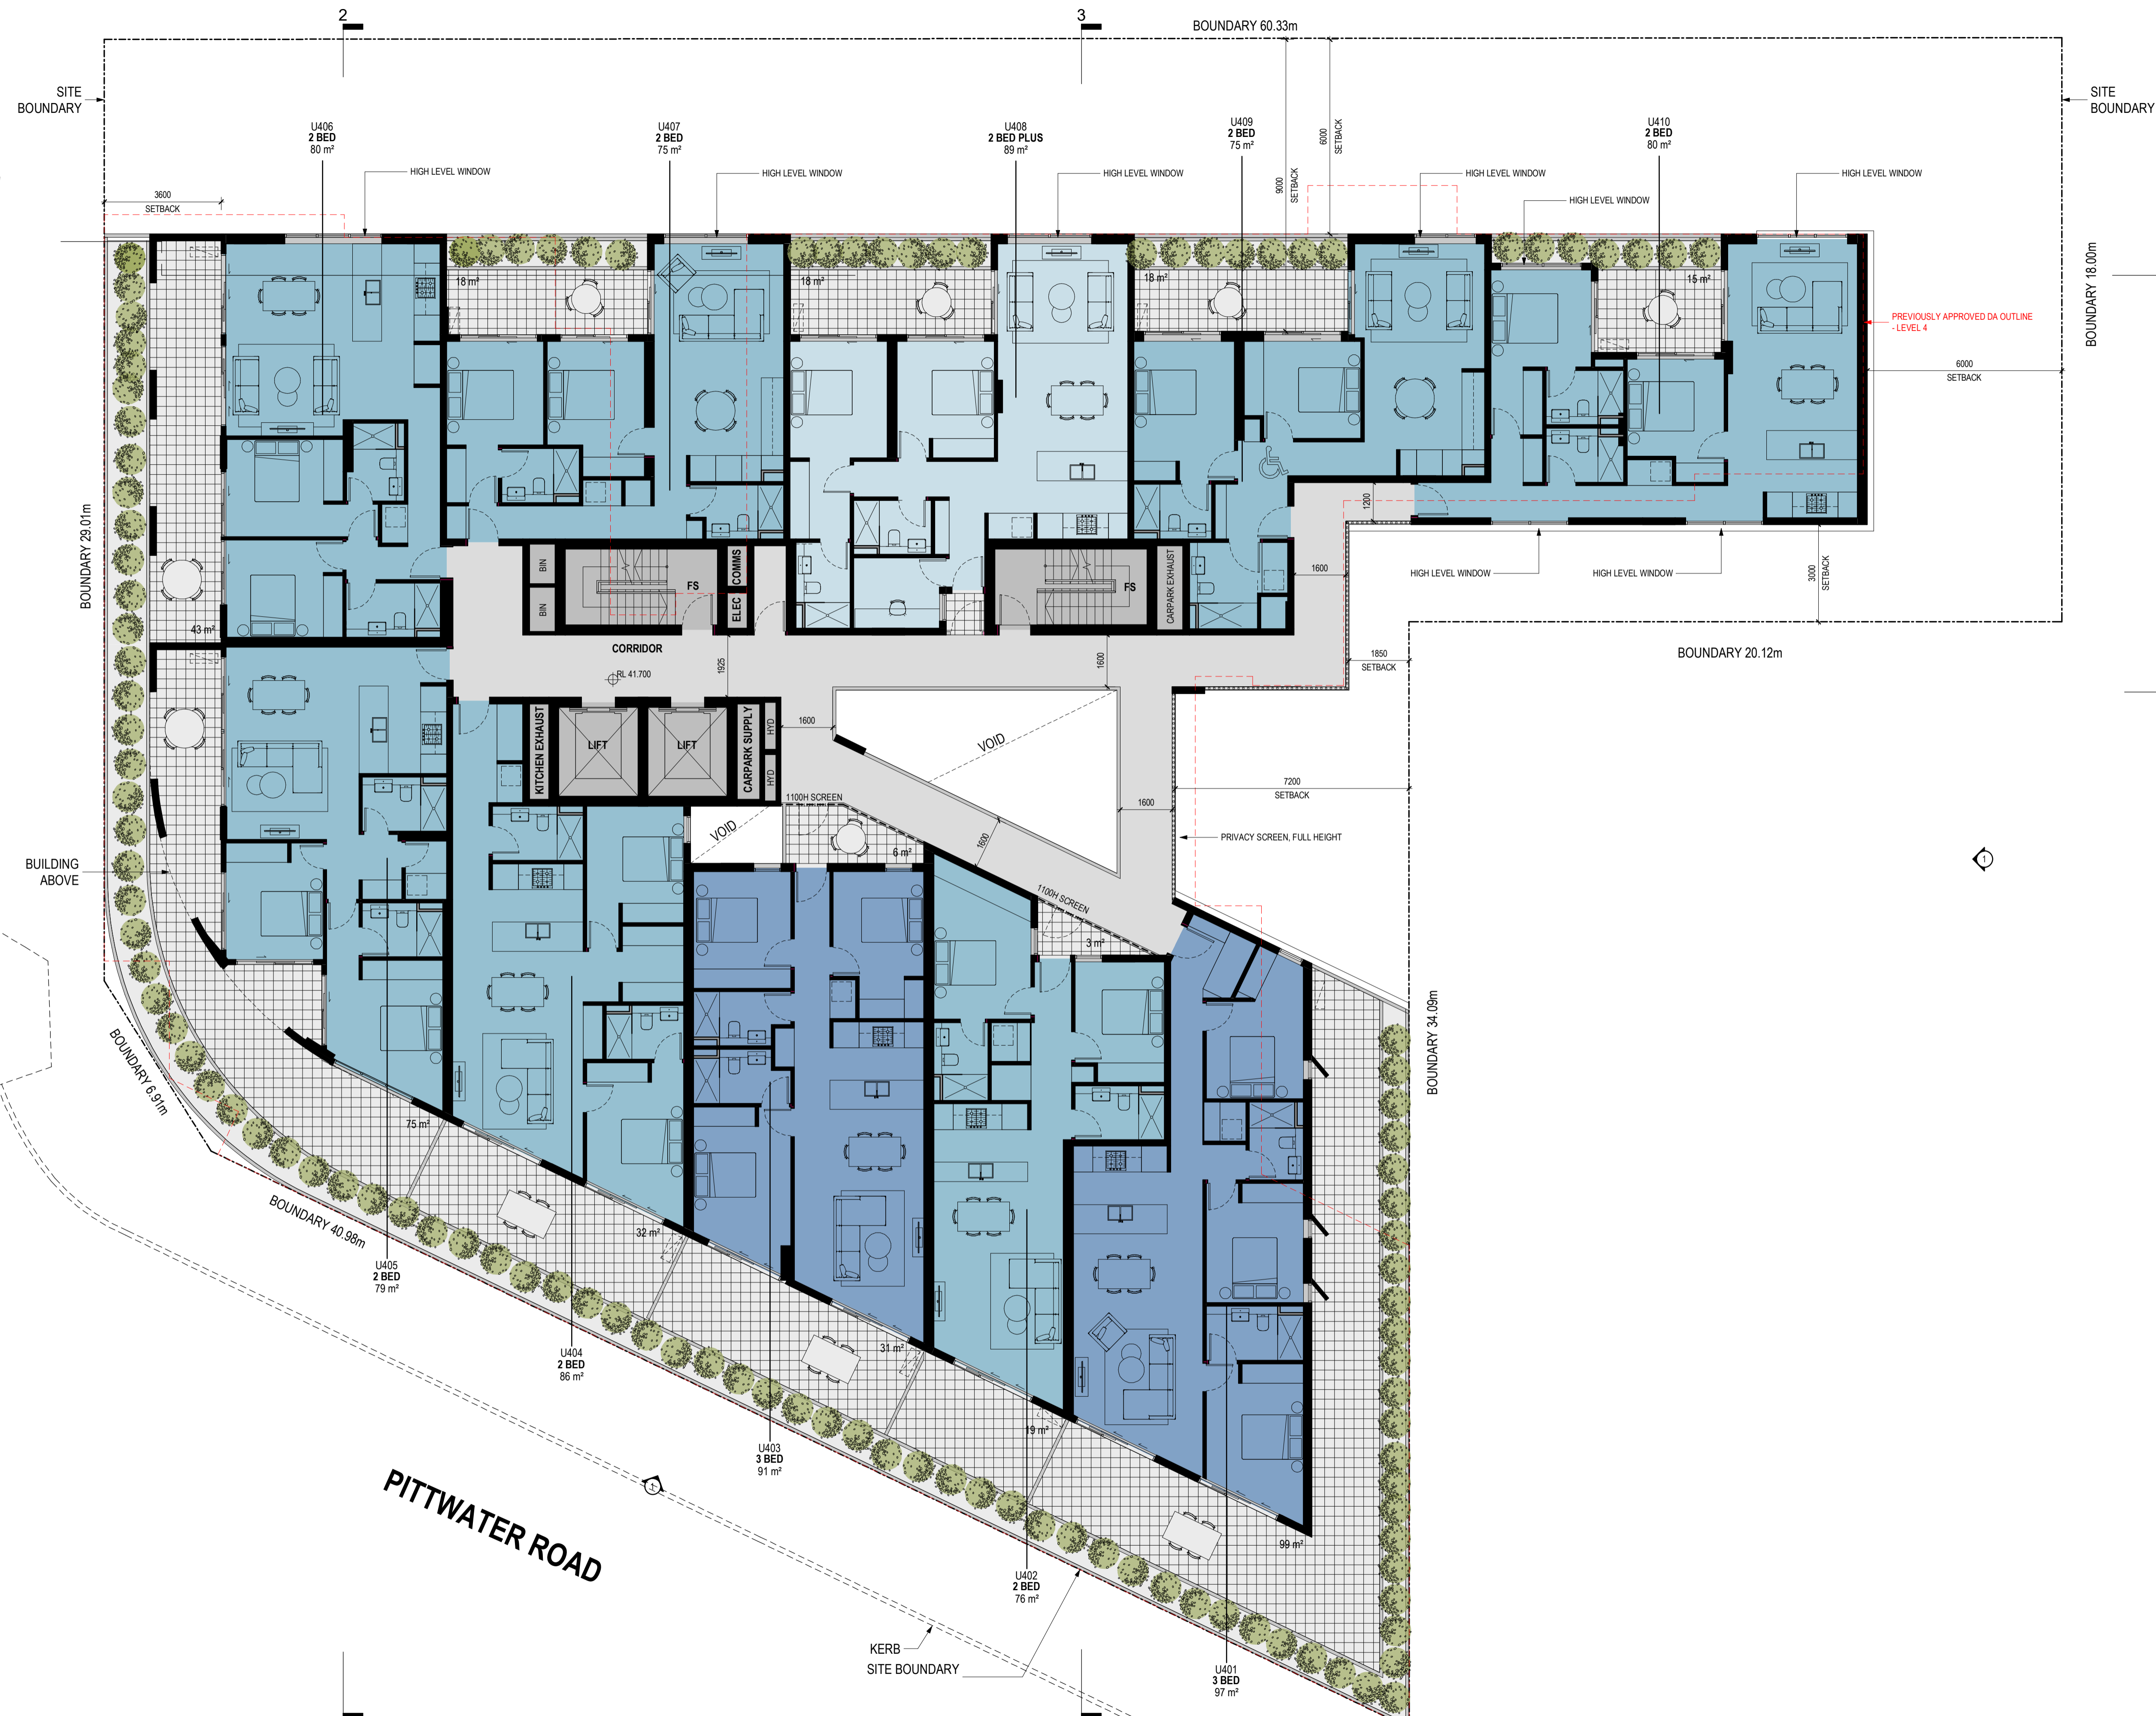 2
3
BOUNDARY 60.33m
SITE
BOUNDARY
SITE
BOUNDARY
U406
2 BED
80 m²
U407
2 BED
75 m²
U408
2 BED PLUS
89 m²
U409
2 BED
75 m²
U410
2 BED
80 m²
6000
SETBACK
9000
SETBACK
HIGH LEVEL WINDOW
HIGH LEVEL WINDOW
HIGH LEVEL WINDOW
HIGH LEVEL WINDOW
HIGH LEVEL WINDOW
HIGH LEVEL WINDOW
3600
SETBACK
BOUNDARY 18.00m
18 m²
18 m²
18 m²
15 m²
PREVIOUSLY APPROVED DA OUTLINE
- LEVEL 4
6000
SETBACK
BOUNDARY 29.01m
1200
BIN
BIN
FS
COMMS
ELEC
FS
CARPARK EXHAUST
1600
HIGH LEVEL WINDOW
HIGH LEVEL WINDOW
3000
SETBACK
43 m²
CORRIDOR
RL 41.700
1925
1600
1850
SETBACK
BOUNDARY 20.12m
KITCHEN EXHAUST
LIFT
LIFT
CARPARK SUPPLY
HYD
HYD
1600
VOID
7200
SETBACK
1100H SCREEN
1600
VOID
1600
PRIVACY SCREEN, FULL HEIGHT
6 m²
1
BUILDING
ABOVE
1100H SCREEN
3 m²
BOUNDARY 34.09m
BOUNDARY 6.91m
75 m²
BOUNDARY 40.98m
32 m²
U405
2 BED
79 m²
U404
2 BED
86 m²
31 m²
U403
3 BED
91 m²
19 m²
99 m²
PITTWATER ROAD
U402
2 BED
76 m²
KERB
SITE BOUNDARY
U401
3 BED
97 m²